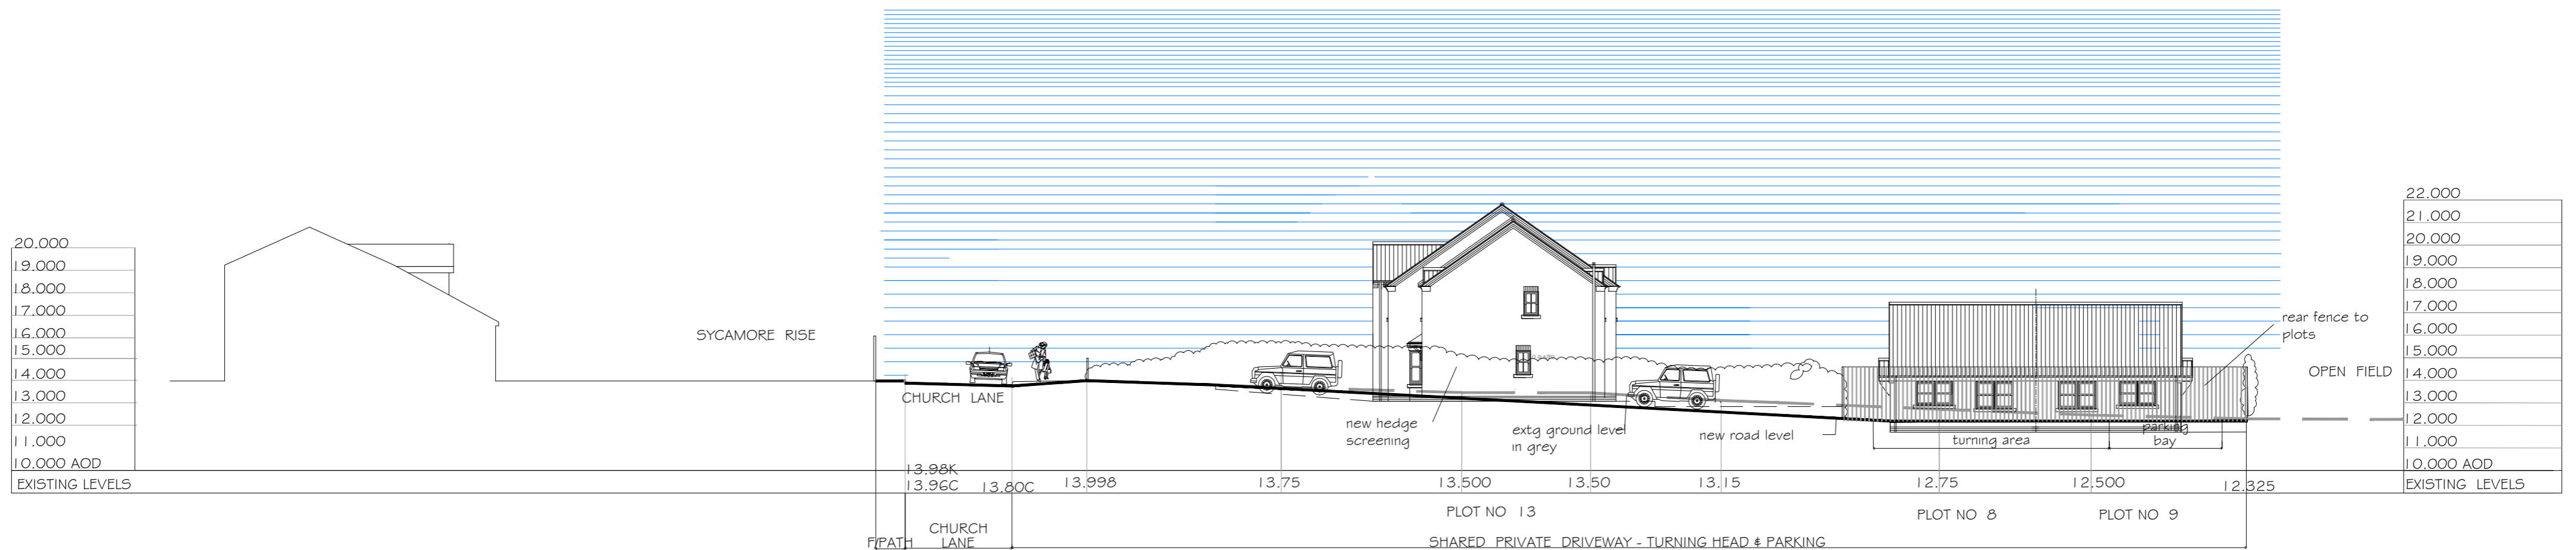 20.000
19.000
18.000
17.000
16.000
15.000
14.000
13.000
12.000
11.000
10.000 AOD
EXISTING LEVELS
SYCAMORE RISE
CHURCH LANE
new hedge
screening
extg ground level
in grey
new road level
turning area
parking
bay
rear fence to
plots
OPEN FIELD
22.000
21.000
20.000
19.000
18.000
17.000
16.000
15.000
14.000
13.000
12.000
11.000
10.000 AOD
EXISTING LEVELS
13.98K
13.96C
13.80C
13.998
13.75
13.500
13.50
13.15
12.75
12.500
12.325
PLOT NO 13
PLOT NO 8
PLOT NO 9
F/PATH
CHURCH
LANE
SHARED PRIVATE DRIVEWAY - TURNING HEAD & PARKING